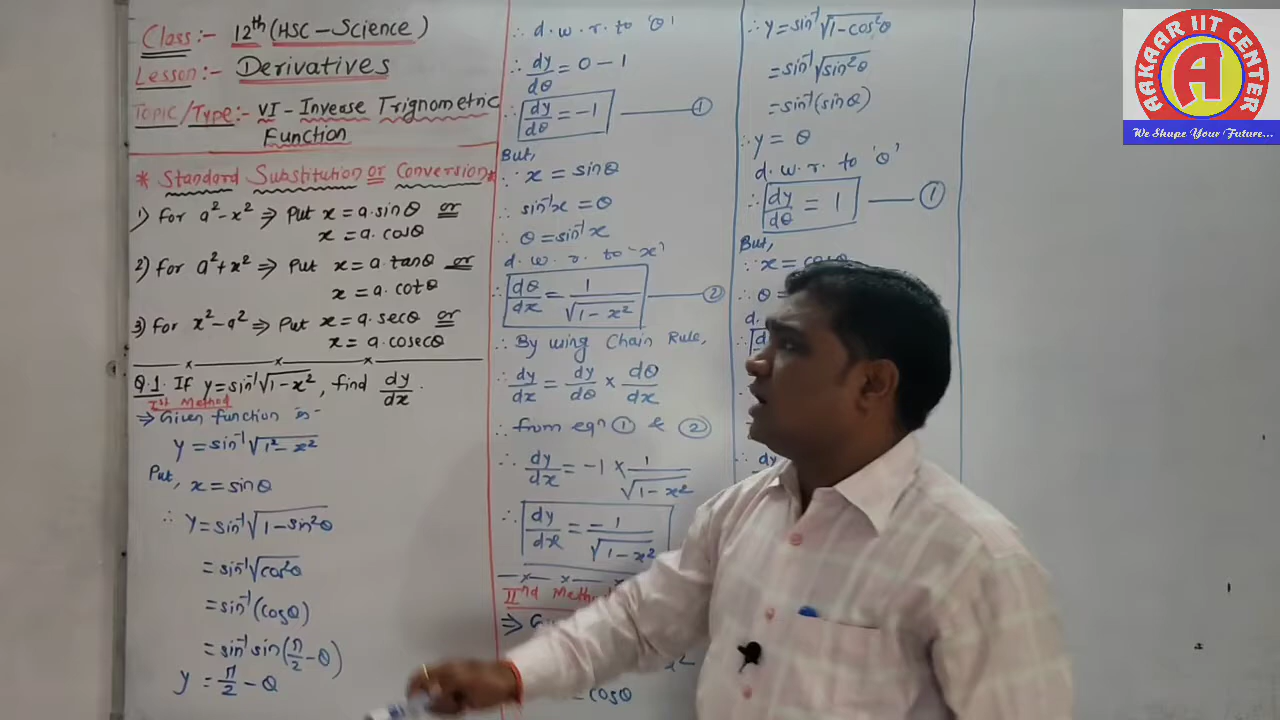 Class:- 12th (HSC-Science)
Lesson:- Derivatives
Topic/Type:- VI- Inverse Trignometric
Function
* Standard Substitution or Conversion *
1) For a²-x² ⇒ Put x = a.sinθ or
x = a.cosθ
2) For a²+x² ⇒ Put x = a.tanθ or
x = a.cotθ
3) For x²-a² ⇒ Put x = a.secθ or
x = a.cosecθ
Q.1. If y = sin⁻¹√1-x², find dy/dx.
Ist Method
⇒ Given function is-
y = sin⁻¹√1²-x²
Put, x = sinθ
∴ y = sin⁻¹√1-sin²θ
= sin⁻¹√cos²θ
= sin⁻¹(cosθ)
= sin⁻¹sin(π/2-θ)
y = π/2-θ
∴ d.w.r. to 'θ'
∴ dy/dθ = 0-1
∴ dy/dθ = -1 —— ①
But,
∵ x = sinθ
∴ sin⁻¹x = θ
∴ θ = sin⁻¹x
d.w.r. to 'x'
∴ dθ/dx = 1/√1-x² —— ②
∴ By using Chain Rule,
∴ dy/dx = dy/dθ × dθ/dx
∴ from eqn ① & ②
∴ dy/dx = -1 × 1/√1-x²
∴ dy/dx = -1/√1-x²
IInd Method
⇒
x²
= cosθ
∴ y = sin⁻¹√1-cos²θ
= sin⁻¹√sin²θ
= sin⁻¹(sinθ)
∴ y = θ
d.w.r. to 'θ'
∴ dy/dθ = 1 —— ①
But,
∵ x = cosθ
∴ θ =
d.
∴
∴ dy
AAKAAR IIT CENTER
A
We Shape Your Future...